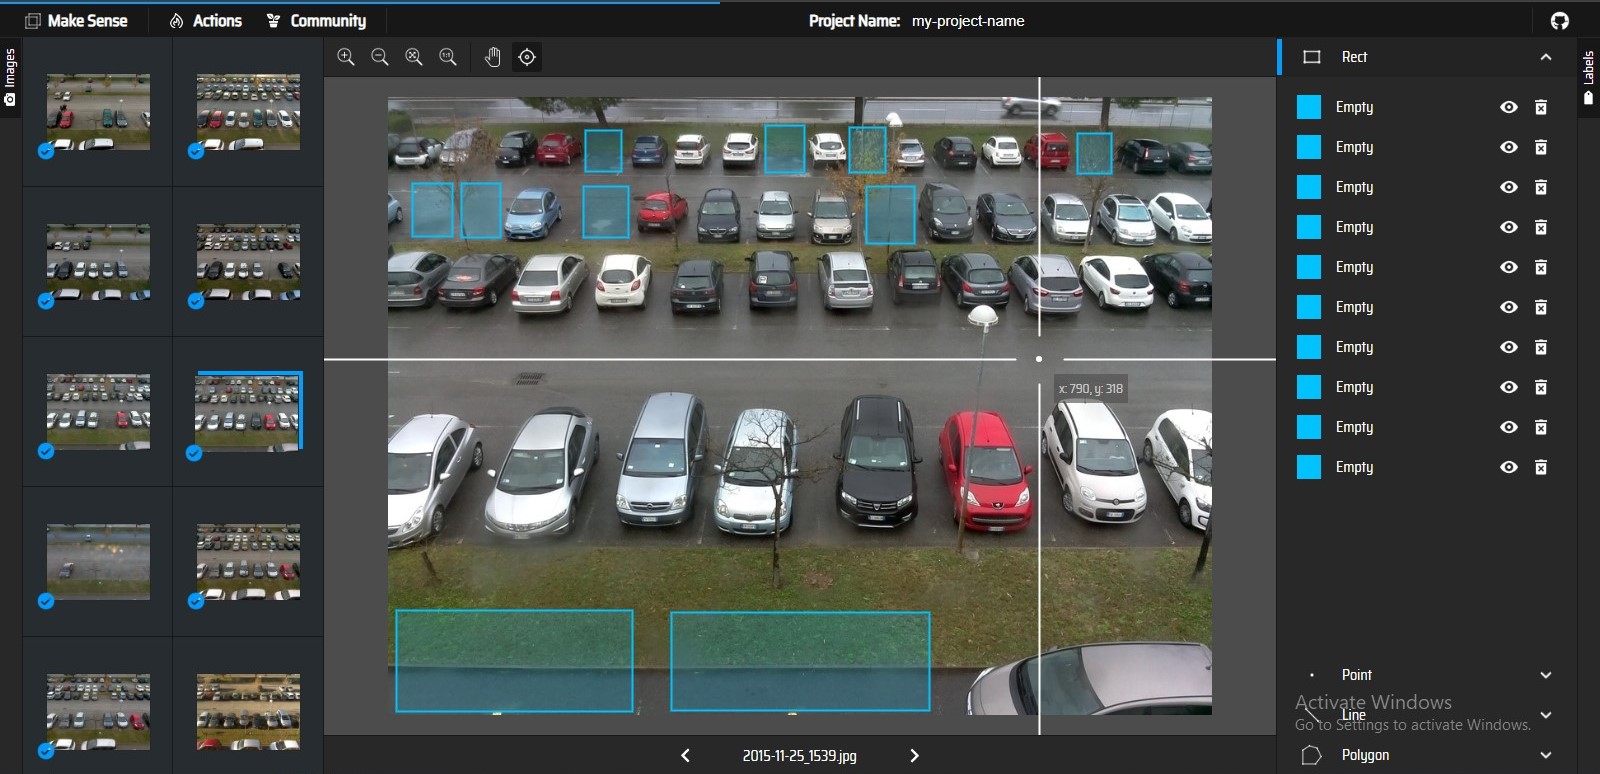 Make Sense
Actions
Community
Project Name: my-project-name
Images
1:1
Rect
Labels
Empty
Empty
Empty
Empty
Empty
Empty
Empty
Empty
Empty
Empty
x: 790, y: 318
Point
Activate Windows
Line
Go to Settings to activate Windows.
2015-11-25_1539.jpg
Polygon